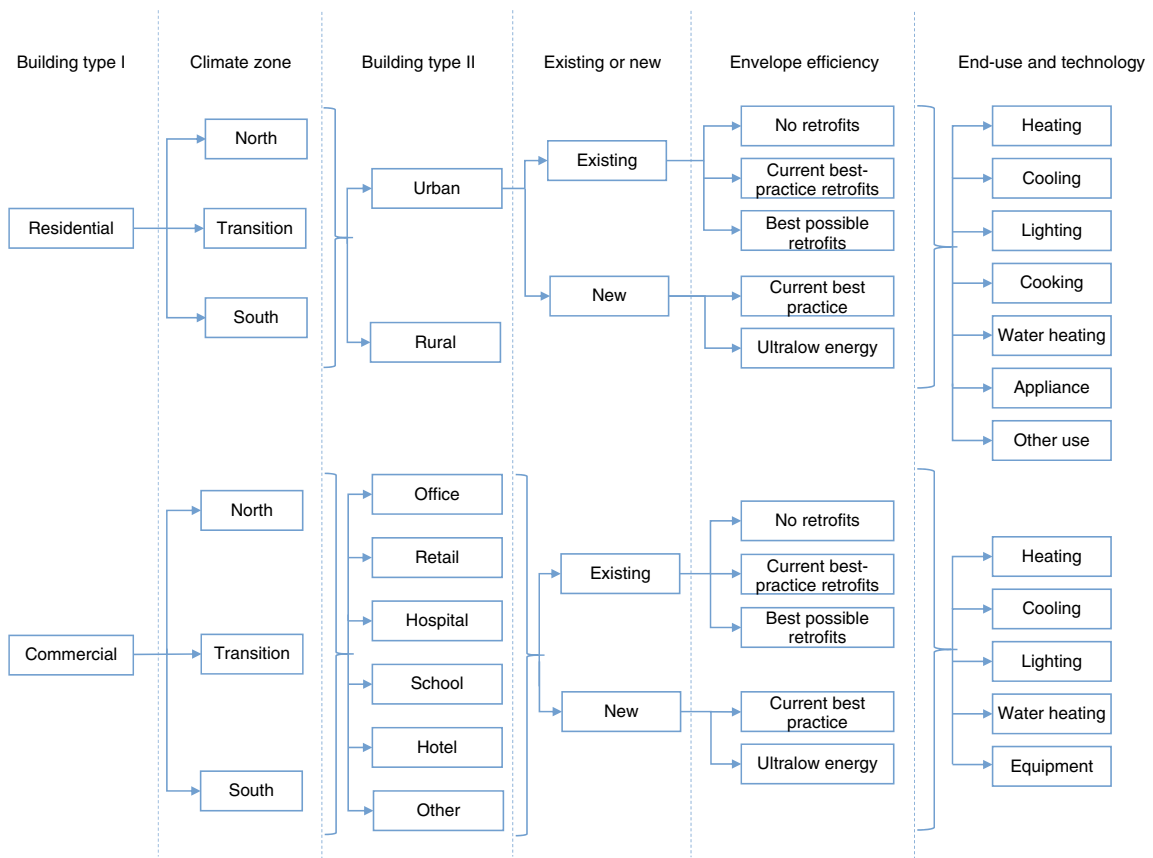 Building type I
Climate zone
Building type II
Existing or new
Envelope efficiency
End-use and technology
Residential
North
Transition
South
Urban
Rural
Existing
New
No retrofits
Current best-
practice retrofits
Best possible
retrofits
Current best
practice
Ultralow energy
Heating
Cooling
Lighting
Cooking
Water heating
Appliance
Other use
Commercial
North
Transition
South
Office
Retail
Hospital
School
Hotel
Other
Existing
New
No retrofits
Current best-
practice retrofits
Best possible
retrofits
Current best
practice
Ultralow energy
Heating
Cooling
Lighting
Water heating
Equipment